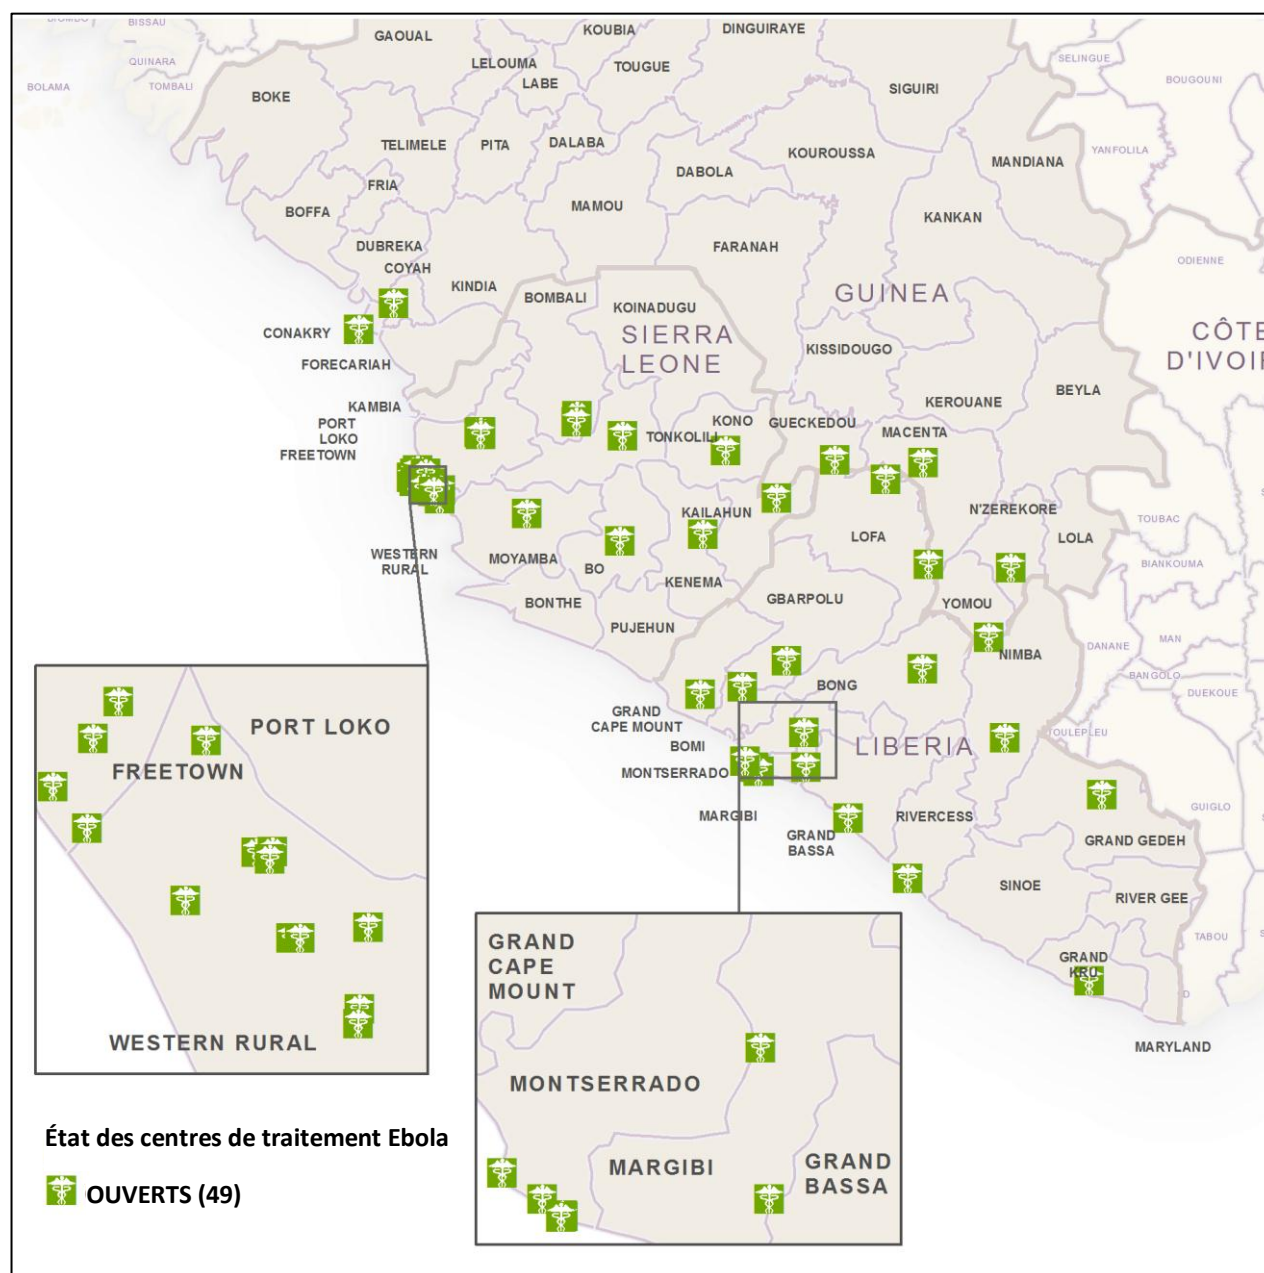 BISSAU
QUINARA
BOLAMA
TOMBALI
GAOUAL
KOUBIA
DINGUIRAYE
SELINGUE
BOUGOUNI
LELOUMA
TOUGUE
LABE
BOKE
SIGUIRI
TELIMELE
PITA
DALABA
KOUROUSSA
YANFOLILA
MANDIANA
DABOLA
FRIA
BOFFA
MAMOU
KANKAN
DUBREKA
FARANAH
COYAH
ODIENNE
KINDIA
BOMBALI
GUINEA
KOINADUGU
CONAKRY
SIERRA
LEONE
CÔTE
D'IVOIR
KISSIDOUGO
FORECARIAH
BEYLA
KEROUANE
KAMBIA
PORT
LOKO
FREETOWN
KONO
GUECKEDOU
TONKOLILI
MACENTA
KAILAHUN
N'ZEREKORE
TOUBAC
LOFA
LOLA
WESTERN
RURAL
MOYAMBA
BO
BIANKOUMA
KENEMA
BONTHE
GBARPOLU
YOMOU
PUJEHUN
NIMBA
DANANE
MAN
BANGOLO
BONG
DUEKOUE
GRAND
CAPE MOUNT
BOMI
LIBERIA
TOULEPLEU
MONTSERRADO
MARGIBI
GRAND
BASSA
RIVERCESS
GUIGLO
GRAND GEDEH
SINOE
RIVER GEE
TABOU
GRAND
KRU
D
MARYLAND
PORT LOKO
FREETOWN
WESTERN RURAL
GRAND
CAPE
MOUNT
MONTSERRADO
MARGIBI
GRAND
BASSA
État des centres de traitement Ebola
OUVERTS (49)